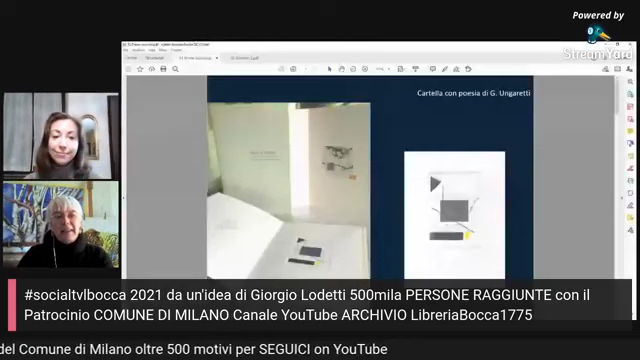 Powered by
StreamYard
Cartella con poesia di G. Ungaretti
#socialtvlbocca 2021 da un'idea di Giorgio Lodetti 500mila PERSONE RAGGIUNTE con il
Patrocinio COMUNE DI MILANO Canale YouTube ARCHIVIO LibreriaBocca1775
del Comune di Milano oltre 500 motivi per SEGUICI on YouTube